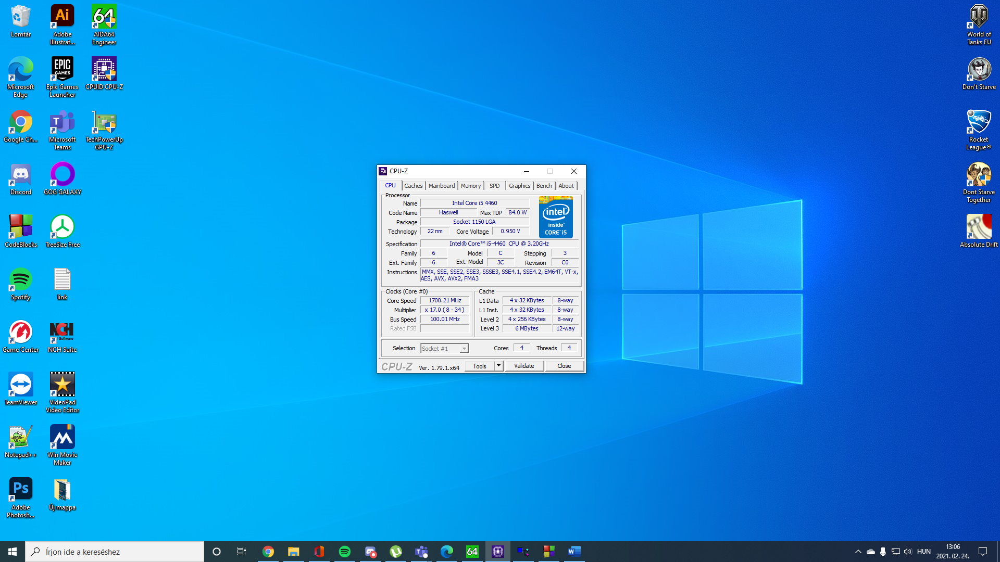 Lomtár
Adobe
Illustrat...
AIDA64
Engineer
Microsoft
Edge
EPIC
GAMES
Epic Games
Launcher
CPUID CPU-Z
Google Ch...
Microsoft
Teams
TechPowerUp
GPU-Z
Discord
GOG GALAXY
CodeBlocks
TreeSize Free
Spotify
link
Game Center
NCH
Software
NCH Suite
TeamViewer
VideoPad
Video Editor
Notepad++
Win Movie
Maker
Adobe
Photosh...
Új mappa
World of
Tanks EU
Don't Starve
Rocket
League®
Dont Starve
Together
Absolute Drift
CPU-Z
CPU Caches Mainboard Memory SPD Graphics Bench About
Processor
Name Intel Core i5 4460
Code Name Haswell Max TDP 84.0 W
Package Socket 1150 LGA
Technology 22 nm Core Voltage 0.950 V
intel
inside™
CORE™i5
Specification Intel® Core™ i5-4460 CPU @ 3.20GHz
Family 6 Model C Stepping 3
Ext. Family 6 Ext. Model 3C Revision C0
Instructions MMX, SSE, SSE2, SSE3, SSSE3, SSE4.1, SSE4.2, EM64T, VT-x,
AES, AVX, AVX2, FMA3
Clocks (Core #0)
Core Speed 1700.21 MHz
Multiplier x 17.0 ( 8 - 34 )
Bus Speed 100.01 MHz
Rated FSB
Cache
L1 Data 4 x 32 KBytes 8-way
L1 Inst. 4 x 32 KBytes 8-way
Level 2 4 x 256 KBytes 8-way
Level 3 6 MBytes 12-way
Selection Socket #1 Cores 4 Threads 4
CPU-Z Ver. 1.79.1.x64 Tools Validate Close
Írjon ide a kereséshez
64
HUN
13:06
2021. 02. 24.